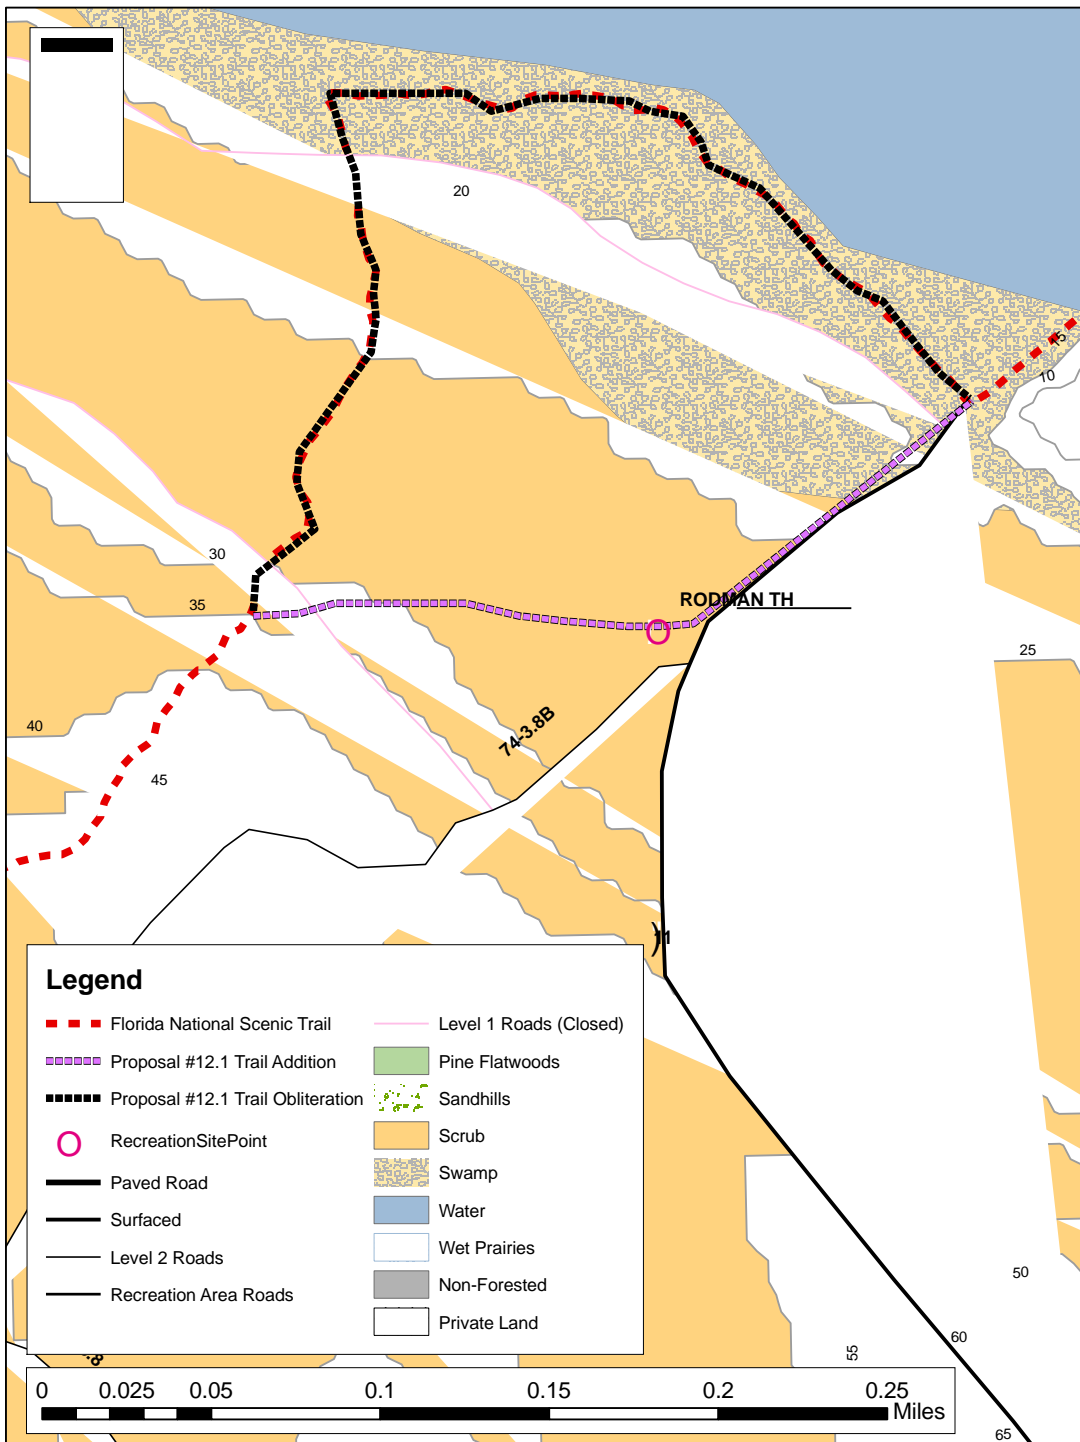 20
15
10
30
35
RODMAN TH
25
40
74-3.8B
45
11
Legend
Florida National Scenic Trail
Proposal #12.1 Trail Addition
Proposal #12.1 Trail Obliteration
RecreationSitePoint
Paved Road
Surfaced
Level 2 Roads
Recreation Area Roads
Level 1 Roads (Closed)
Pine Flatwoods
Sandhills
Scrub
Swamp
Water
Wet Prairies
Non-Forested
Private Land
50
60
55
65
0 0.025 0.05 0.1 0.15 0.2 0.25
Miles